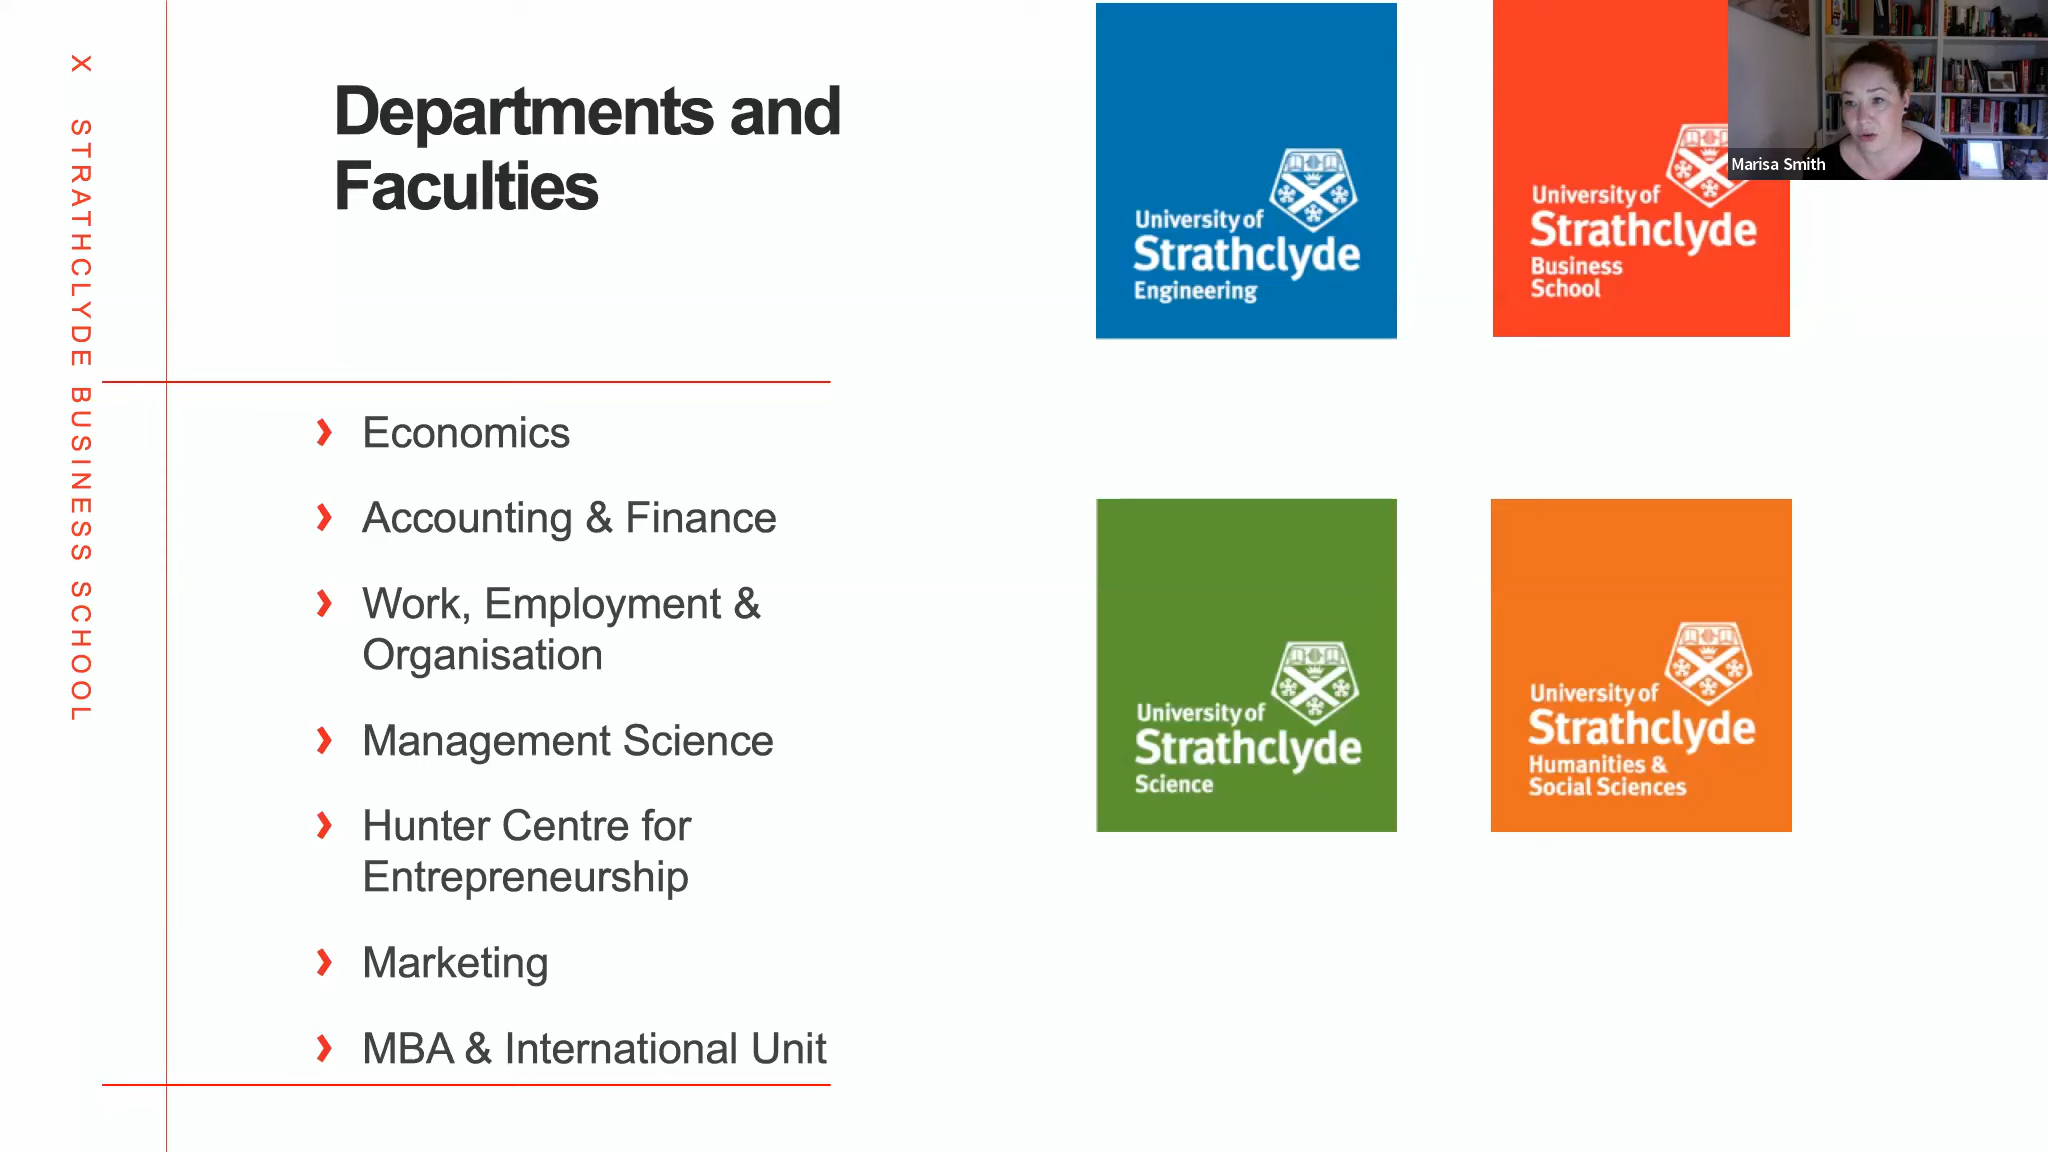 X STRATHCLYDE BUSINESS SCHOOL
Departments and
Faculties
Economics
Accounting & Finance
Work, Employment &
Organisation
Management Science
Hunter Centre for
Entrepreneurship
Marketing
MBA & International Unit
University of
Strathclyde
Engineering
University of
Strathclyde
Business
School
Marisa Smith
University of
Strathclyde
Science
University of
Strathclyde
Humanities &
Social Sciences